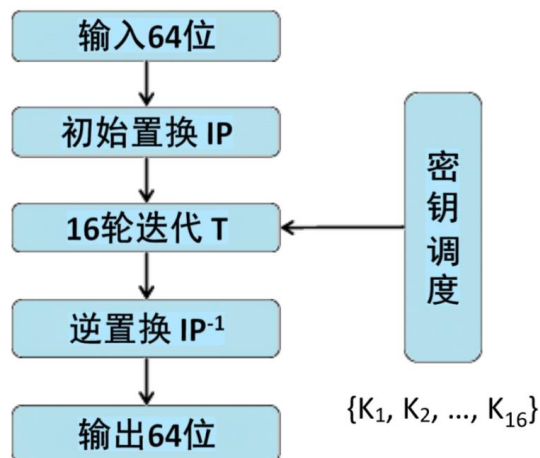 输入64位
初始置换 IP
16轮迭代 T
逆置换 IP⁻¹
输出64位
密钥调度
{K₁, K₂, ..., K₁₆}